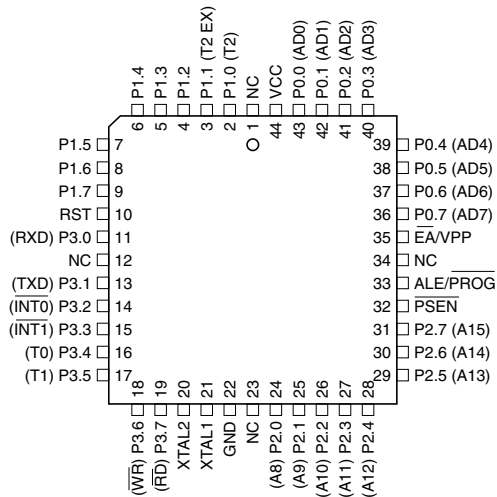 P1.4
P1.3
P1.2
P1.1 (T2 EX)
P1.0 (T2)
NC
VCC
P0.0 (AD0)
P0.1 (AD1)
P0.2 (AD2)
P0.3 (AD3)
6
5
4
3
2
1
44
43
42
41
40
P1.5 7
P1.6 8
P1.7 9
RST 10
(RXD) P3.0 11
NC 12
(TXD) P3.1 13
(INT0) P3.2 14
(INT1) P3.3 15
(T0) P3.4 16
(T1) P3.5 17
39 P0.4 (AD4)
38 P0.5 (AD5)
37 P0.6 (AD6)
36 P0.7 (AD7)
35 EA/VPP
34 NC
33 ALE/PROG
32 PSEN
31 P2.7 (A15)
30 P2.6 (A14)
29 P2.5 (A13)
18
19
20
21
22
23
24
25
26
27
28
(WR) P3.6
(RD) P3.7
XTAL2
XTAL1
GND
NC
(A8) P2.0
(A9) P2.1
(A10) P2.2
(A11) P2.3
(A12) P2.4